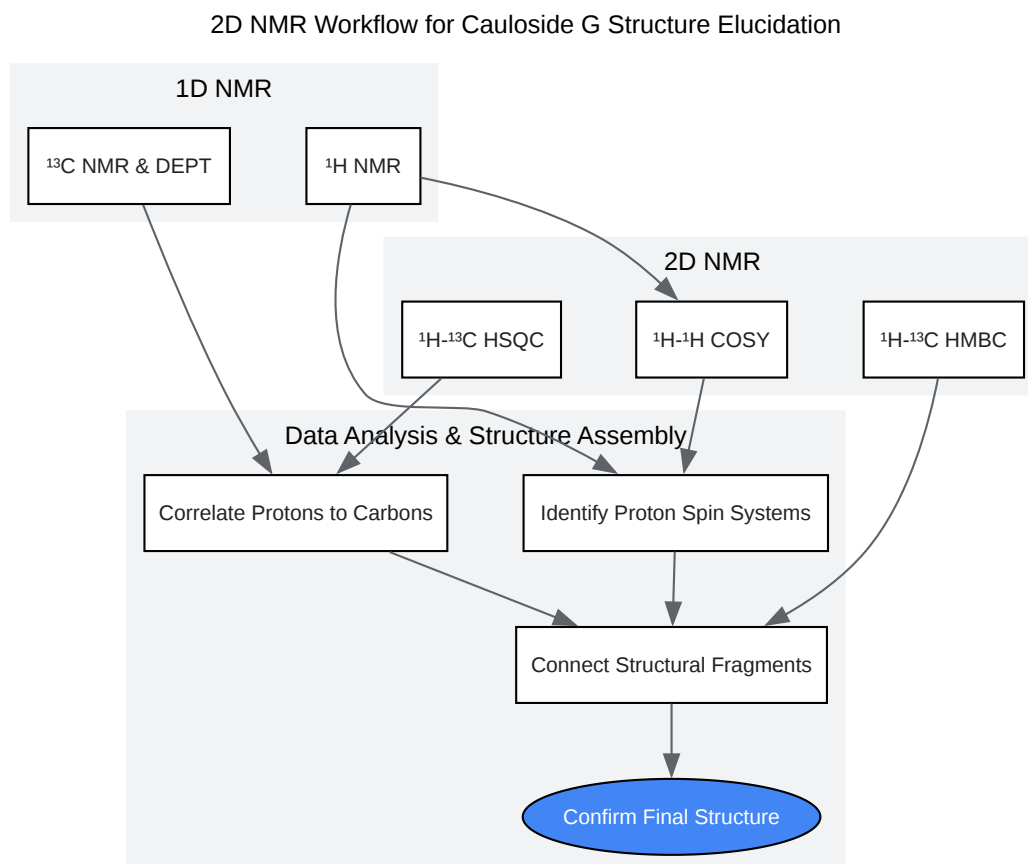 2D NMR Workflow for Cauloside G Structure Elucidation
1D NMR
¹³C NMR & DEPT
¹H NMR
2D NMR
¹H-¹³C HSQC
¹H-¹H COSY
¹H-¹³C HMBC
Data Analysis & Structure Assembly
Correlate Protons to Carbons
Identify Proton Spin Systems
Connect Structural Fragments
Confirm Final Structure